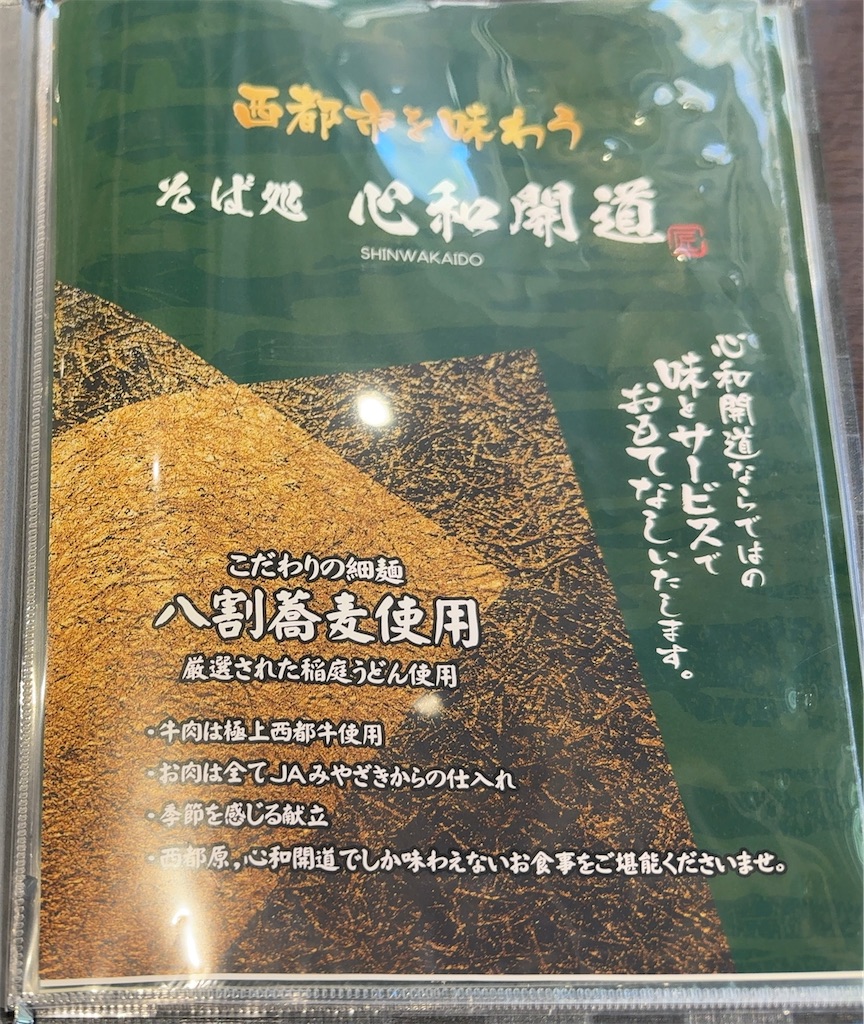 西都市を味わう
そば処 心和開道
匠
SHINWAKAIDO
心和開道ならではの
味とサービスで
おもてなしいたします。
こだわりの細麺
八割蕎麦使用
厳選された稲庭うどん使用
・牛肉は極上西都牛使用
・お肉は全てJAみやざきからの仕入れ
・季節を感じる献立
・西都原,心和開道でしか味わえないお食事をご堪能くださいませ。